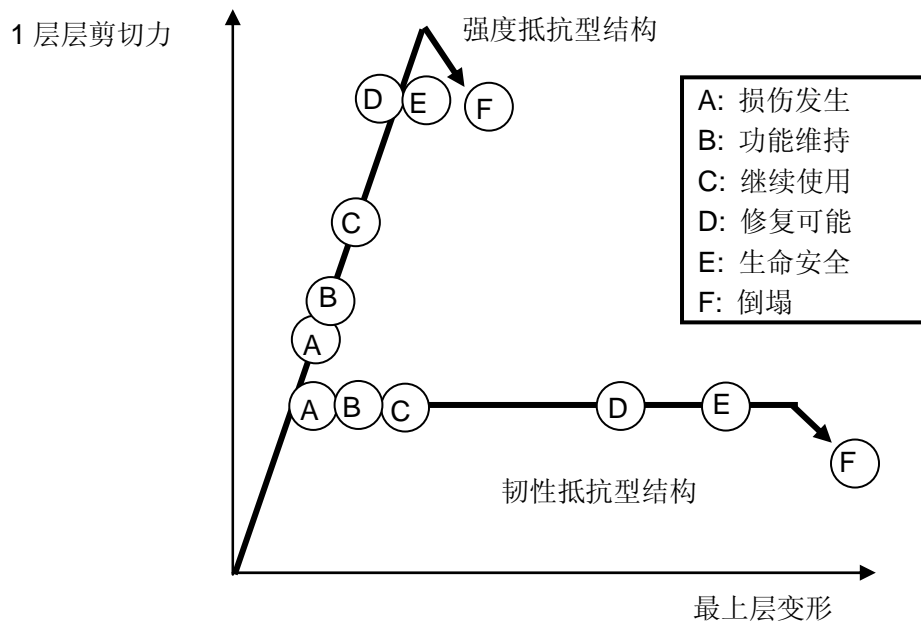 1 层层剪切力
强度抵抗型结构
D E F
C
B
A
A B C D E F
A: 损伤发生
B: 功能维持
C: 继续使用
D: 修复可能
E: 生命安全
F: 倒塌
韧性抵抗型结构
最上层变形